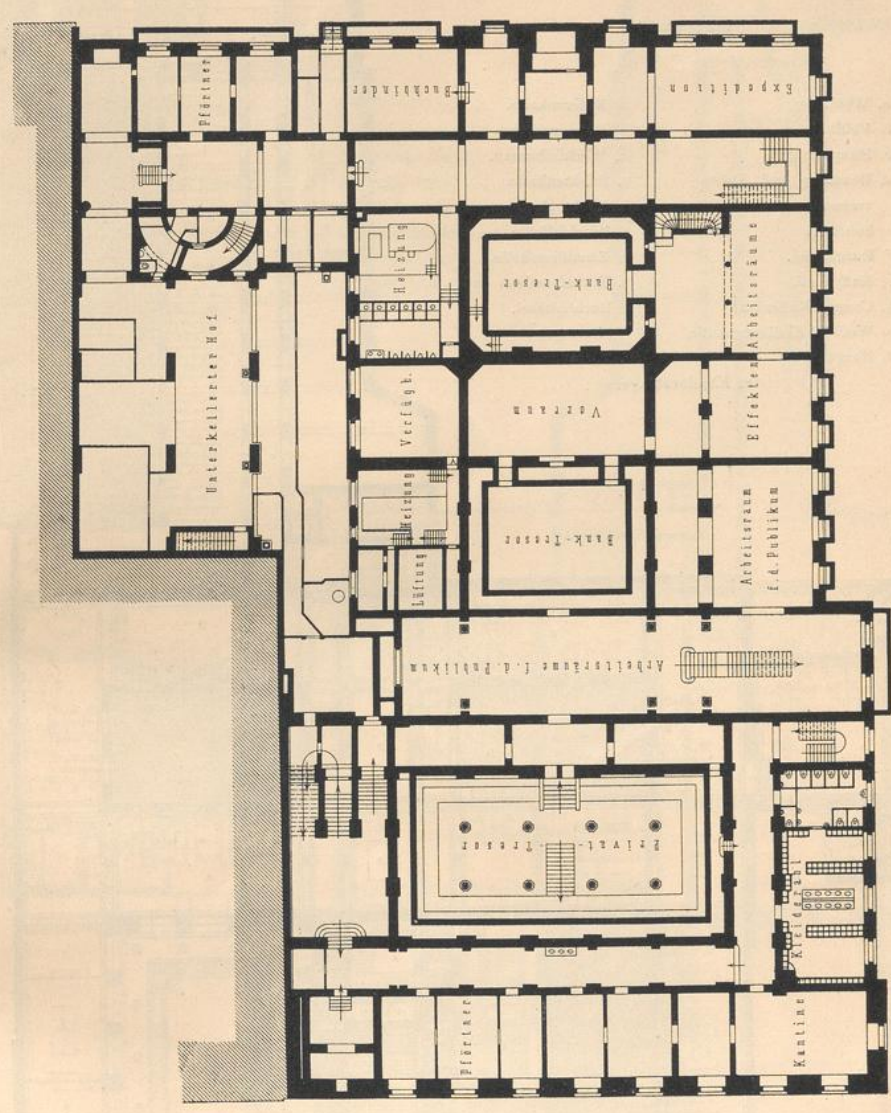 Pförtner
Buchbinder
Expedition
Heizung
Bank-Tresor
Arbeitsräume
Unterkellerter Hof
Verfügb.
Vorraum
Effekten
Heizung
Bank-Tresor
Arbeitsraum
f.d.Publikum
Lüftung
Arbeitsräume f.d.Publikum
Privat-Tresor
Kleiderabl
Pförtner
Kantine